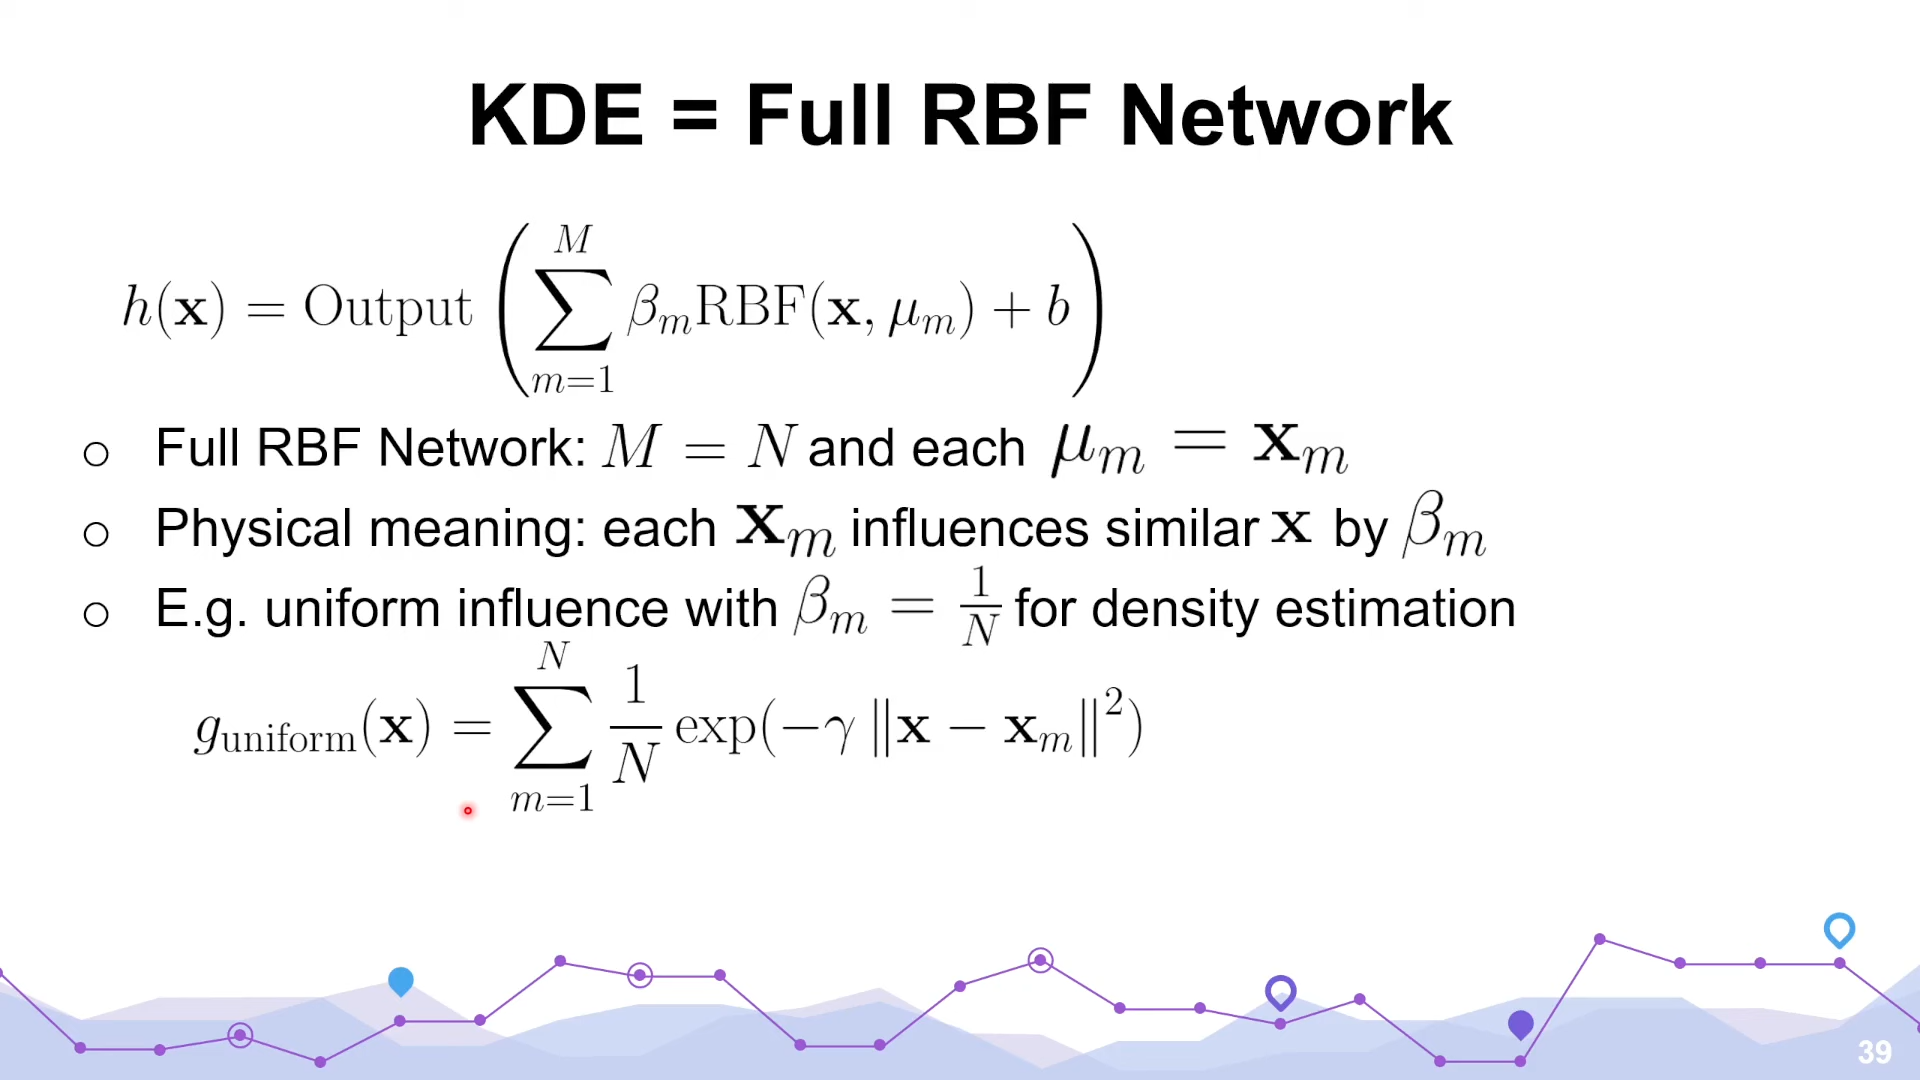 KDE = Full RBF Network
h(x) = Output ( ∑_{m=1}^{M} β_m RBF(x, μ_m) + b )
○ Full RBF Network: M = N and each μ_m = x_m
○ Physical meaning: each x_m influences similar x by β_m
○ E.g. uniform influence with β_m = 1/N for density estimation
g_uniform(x) = ∑_{m=1}^{N} 1/N exp(−γ ‖x − x_m‖²)
39